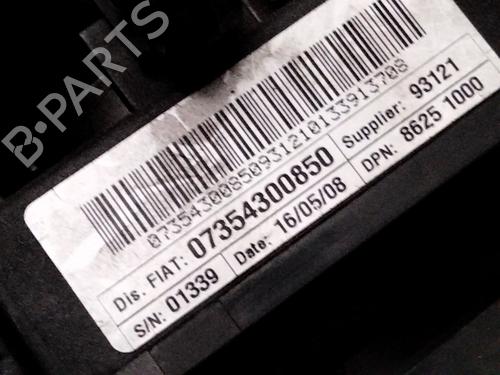 B-PARTS
07354300850931210133913708
Dis. FIAT: 07354300850 Supplier: 93121
S/N: 01339 Date: 16/05/08 DPN: 8625 1000